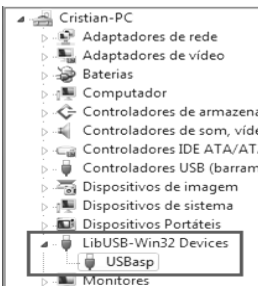 Cristian-PC
Adaptadores de rede
Adaptadores de vídeo
Baterias
Computador
Controladores de armazena
Controladores de som, víde
Controladores IDE ATA/AT
Controladores USB (barram
Dispositivos de imagem
Dispositivos de sistema
Dispositivos Portáteis
LibUSB-Win32 Devices
USBasp
Monitores